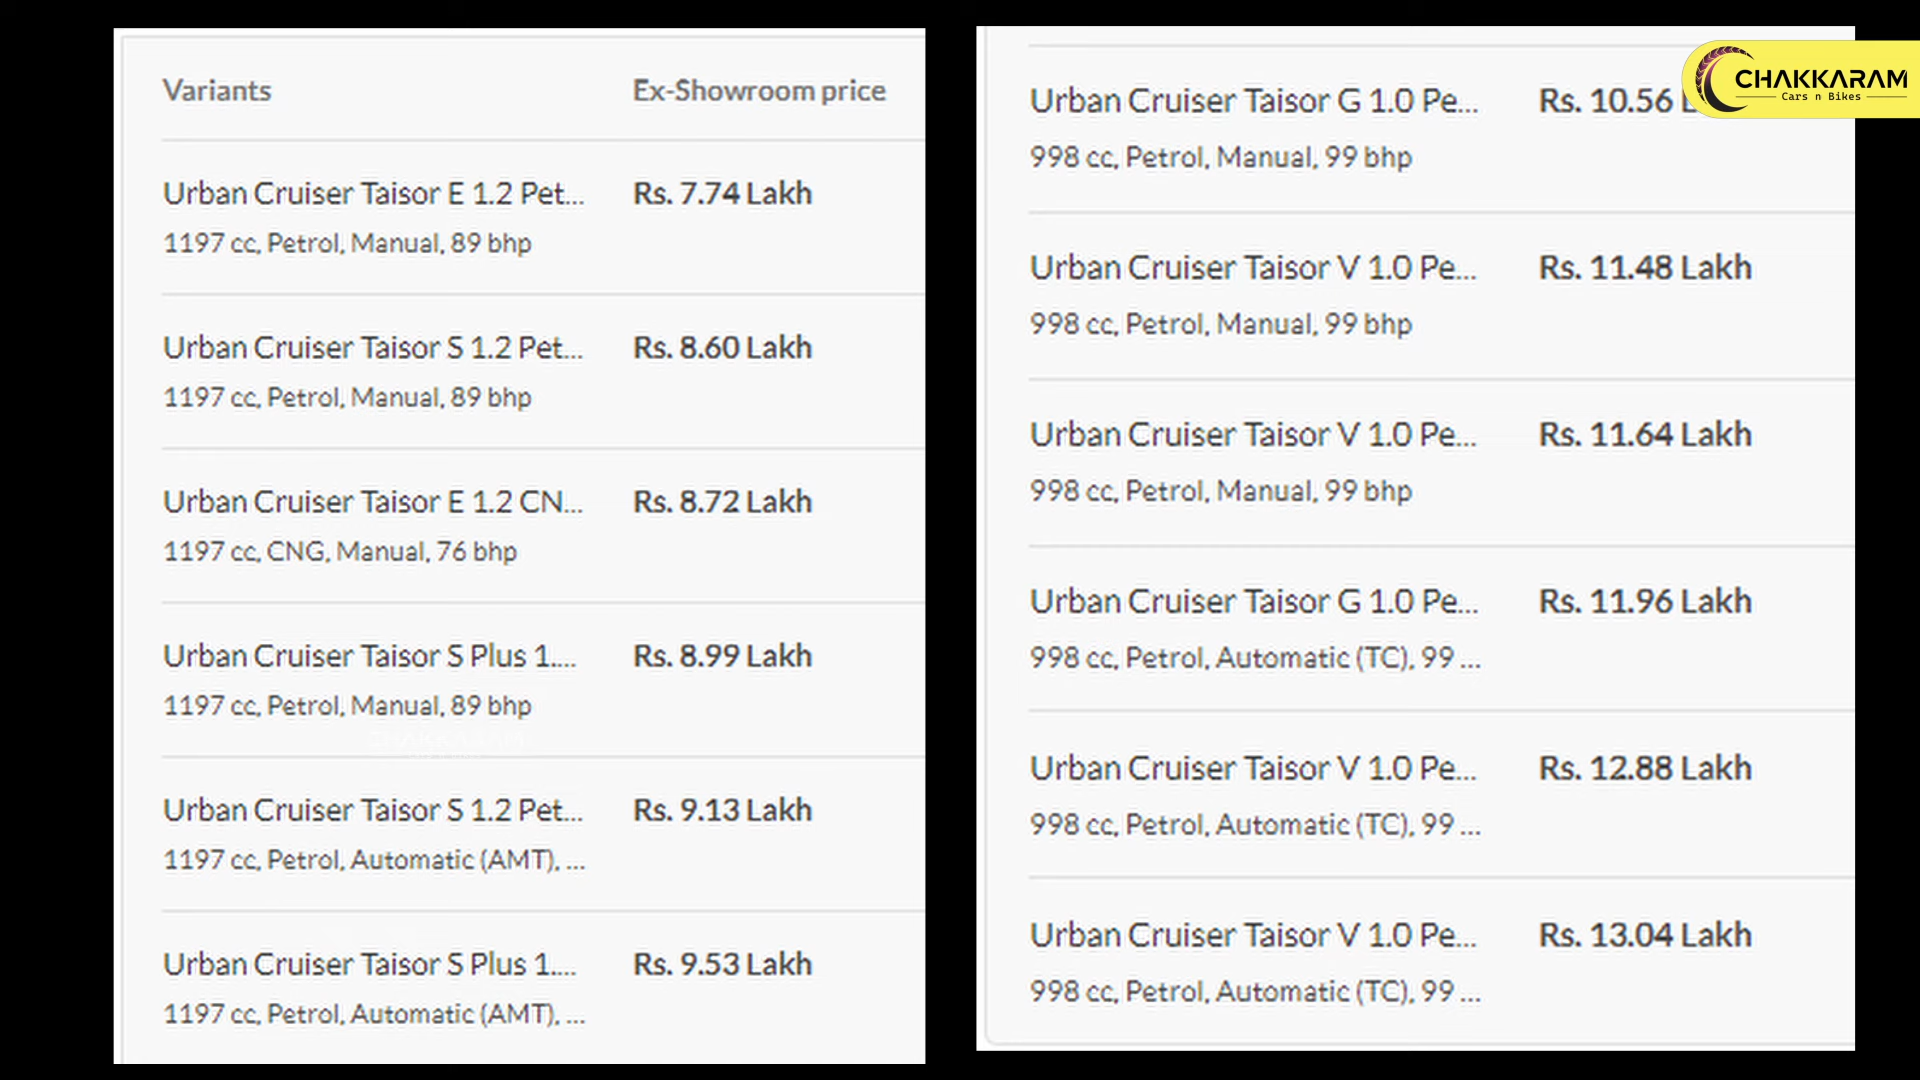 Variants Ex-Showroom price
Urban Cruiser Taisor E 1.2 Pet... Rs. 7.74 Lakh
1197 cc, Petrol, Manual, 89 bhp
Urban Cruiser Taisor S 1.2 Pet... Rs. 8.60 Lakh
1197 cc, Petrol, Manual, 89 bhp
Urban Cruiser Taisor E 1.2 CN... Rs. 8.72 Lakh
1197 cc, CNG, Manual, 76 bhp
Urban Cruiser Taisor S Plus 1.... Rs. 8.99 Lakh
1197 cc, Petrol, Manual, 89 bhp
Urban Cruiser Taisor S 1.2 Pet... Rs. 9.13 Lakh
1197 cc, Petrol, Automatic (AMT), ...
Urban Cruiser Taisor S Plus 1.... Rs. 9.53 Lakh
1197 cc, Petrol, Automatic (AMT), ...
Urban Cruiser Taisor G 1.0 Pe... Rs. 10.56
998 cc, Petrol, Manual, 99 bhp
Urban Cruiser Taisor V 1.0 Pe... Rs. 11.48 Lakh
998 cc, Petrol, Manual, 99 bhp
Urban Cruiser Taisor V 1.0 Pe... Rs. 11.64 Lakh
998 cc, Petrol, Manual, 99 bhp
Urban Cruiser Taisor G 1.0 Pe... Rs. 11.96 Lakh
998 cc, Petrol, Automatic (TC), 99 ...
Urban Cruiser Taisor V 1.0 Pe... Rs. 12.88 Lakh
998 cc, Petrol, Automatic (TC), 99 ...
Urban Cruiser Taisor V 1.0 Pe... Rs. 13.04 Lakh
998 cc, Petrol, Automatic (TC), 99 ...
CHAKKARAM
Cars n Bikes